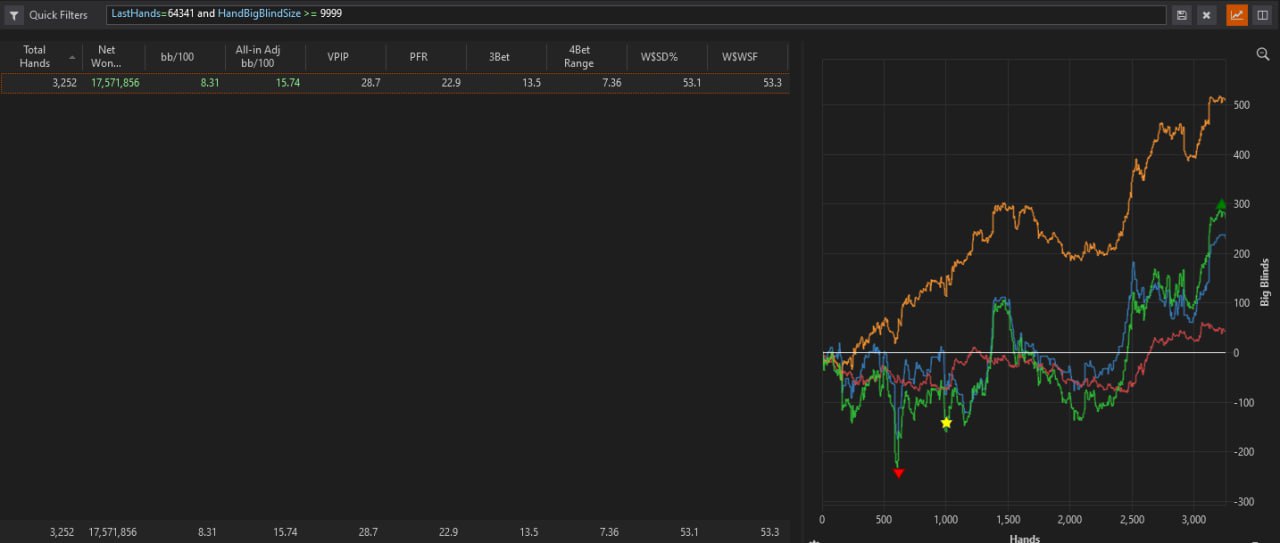 Quick Filters
LastHands=64341 and HandBigBlindSize >= 9999
Total Hands
Net Won...
bb/100
All-in Adj bb/100
VPIP
PFR
3Bet
4Bet Range
W$SD%
W$WSF
3,252 17,571,856 8.31 15.74 28.7 22.9 13.5 7.36 53.1 53.3
3,252 17,571,856 8.31 15.74 28.7 22.9 13.5 7.36 53.1 53.3
500
400
300
200
100
0
-100
-200
-300
Big Blinds
0 500 1,000 1,500 2,000 2,500 3,000
Hands